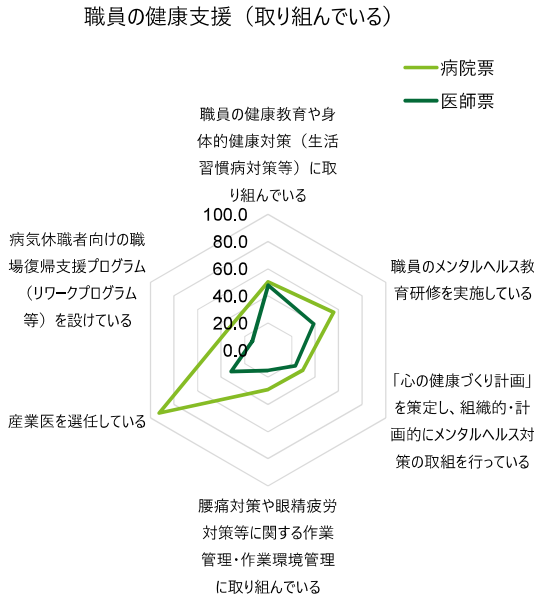 職員の健康支援（取り組んでいる）
病院票
医師票
職員の健康教育や身
体的健康対策（生活
習慣病対策等）に取
り組んでいる
100.0
80.0
60.0
40.0
20.0
0.0
職員のメンタルヘルス教
育研修を実施している
「心の健康づくり計画」
を策定し、組織的・計
画的にメンタルヘルス対
策の取組を行っている
腰痛対策や眼精疲労
対策等に関する作業
管理・作業環境管理
に取り組んでいる
産業医を選任している
病気休職者向けの職
場復帰支援プログラム
（リワークプログラム
等）を設けている